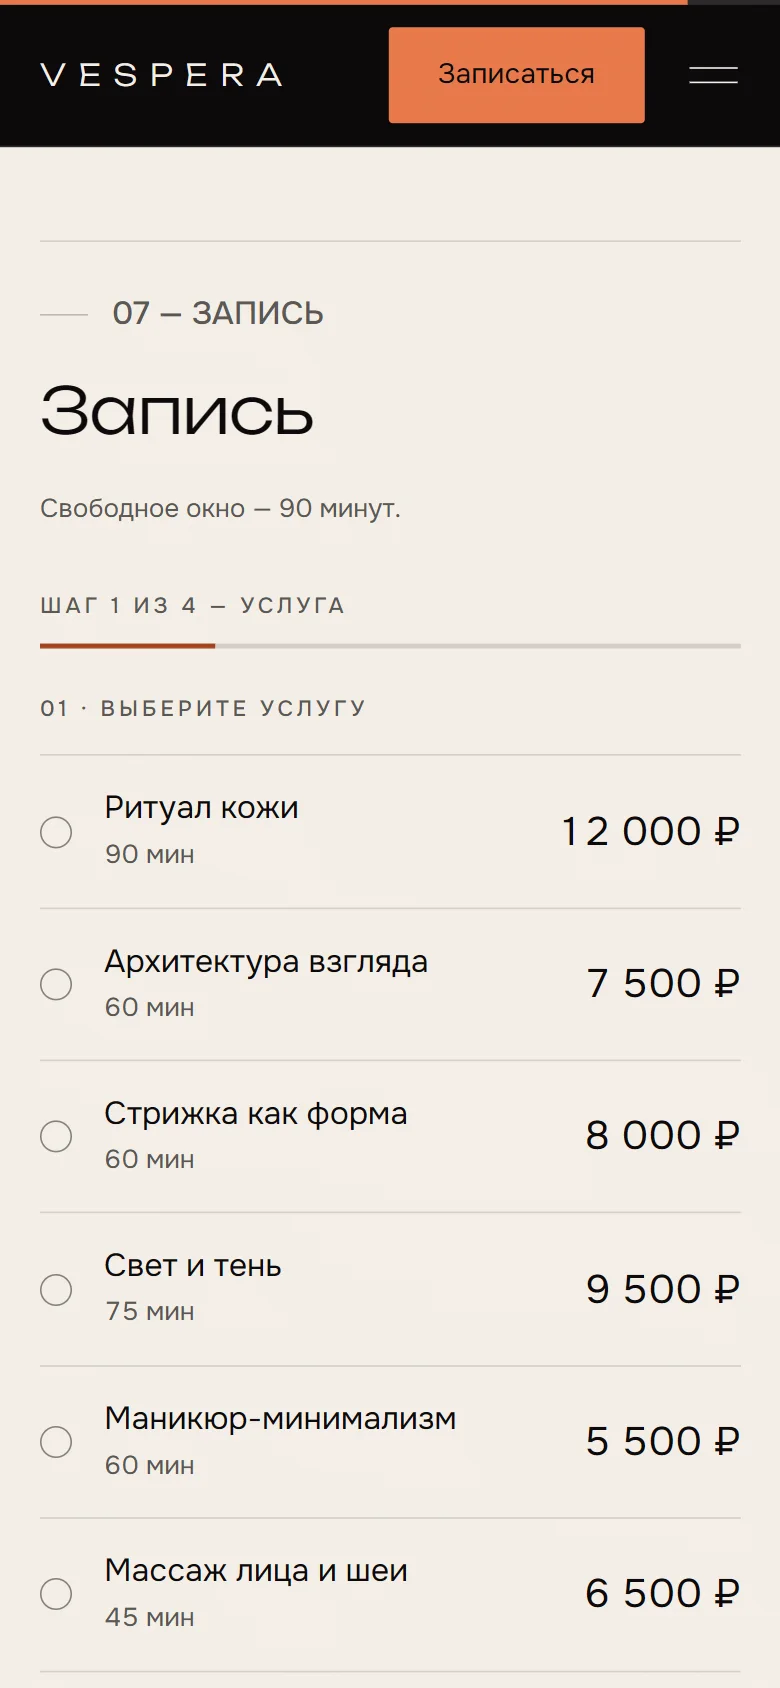 VESPERA
Записаться
07 — ЗАПИСЬ
Запись
Свободное окно — 90 минут.
ШАГ 1 ИЗ 4 — УСЛУГА
01 · ВЫБЕРИТЕ УСЛУГУ
Ритуал кожи
90 мин
12 000 ₽
Архитектура взгляда
60 мин
7 500 ₽
Стрижка как форма
60 мин
8 000 ₽
Свет и тень
75 мин
9 500 ₽
Маникюр-минимализм
60 мин
5 500 ₽
Массаж лица и шеи
45 мин
6 500 ₽